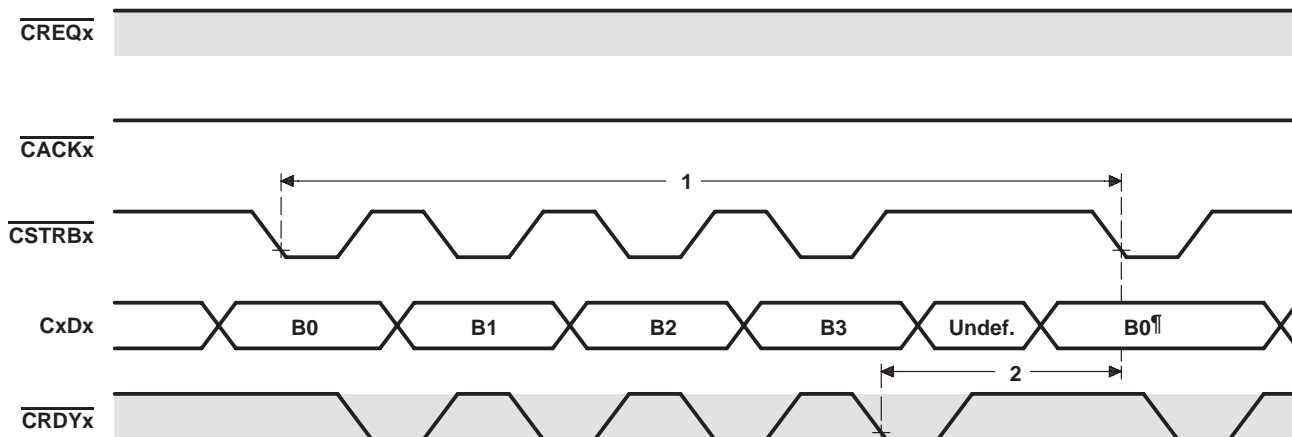 CREQx
CACKx
1
CSTRBx
CxDx B0 B1 B2 B3 Undef. B0¶
2
CRDYx